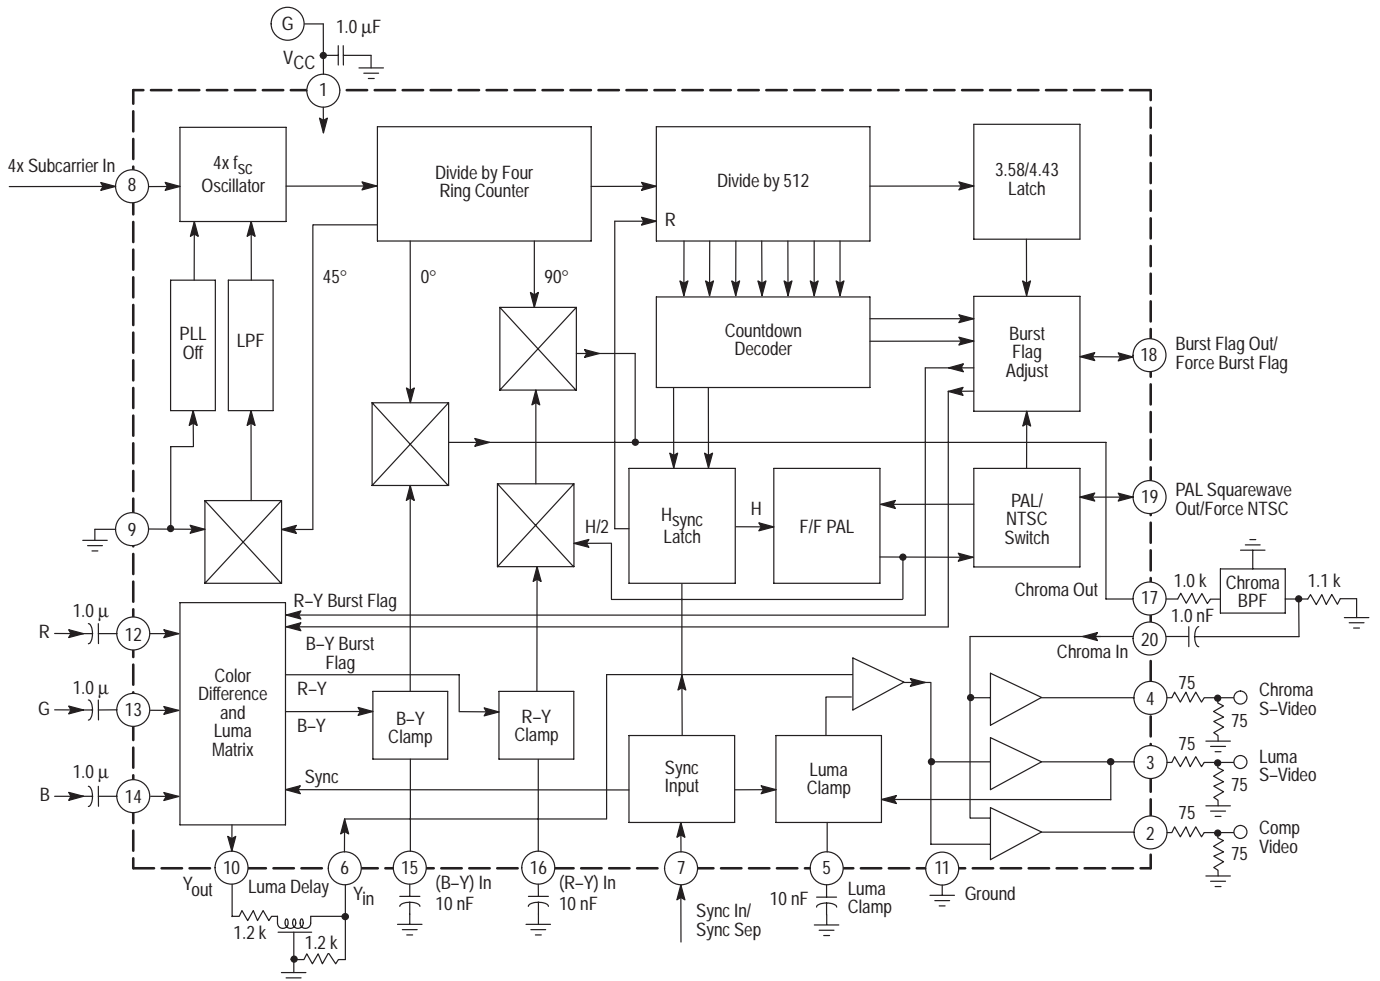 G
1.0 µF
VCC
1
4x Subcarrier In
8
4x fsc
Oscillator
Divide by Four
Ring Counter
Divide by 512
R
3.58/4.43
Latch
45°
0°
90°
PLL
Off
LPF
Countdown
Decoder
Burst
Flag
Adjust
18
Burst Flag Out/
Force Burst Flag
9
H/2
Hsync
Latch
H
F/F PAL
PAL/
NTSC
Switch
19
PAL Squarewave
Out/Force NTSC
Chroma Out
17
1.0 k
Chroma
BPF
1.1 k
1.0 nF
20
Chroma In
R
1.0 µ
12
G
1.0 µ
13
B
1.0 µ
14
Color
Difference
and
Luma
Matrix
R–Y Burst Flag
B–Y Burst
Flag
R–Y
B–Y
B–Y
Clamp
R–Y
Clamp
Sync
Sync
Input
Luma
Clamp
4
75
75
Chroma
S–Video
3
75
75
Luma
S–Video
2
75
75
Comp
Video
10
Yout
Luma Delay
6
Yin
1.2 k
1.2 k
15
(B–Y) In
10 nF
16
(R–Y) In
10 nF
7
Sync In/
Sync Sep
5
10 nF
Luma
Clamp
11
Ground